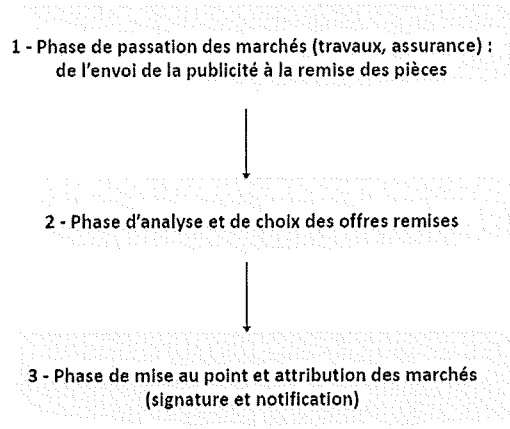 1 - Phase de passation des marchés (travaux, assurance) :
de l'envoi de la publicité à la remise des pièces
2 - Phase d'analyse et de choix des offres remises
3 - Phase de mise au point et attribution des marchés
(signature et notification)